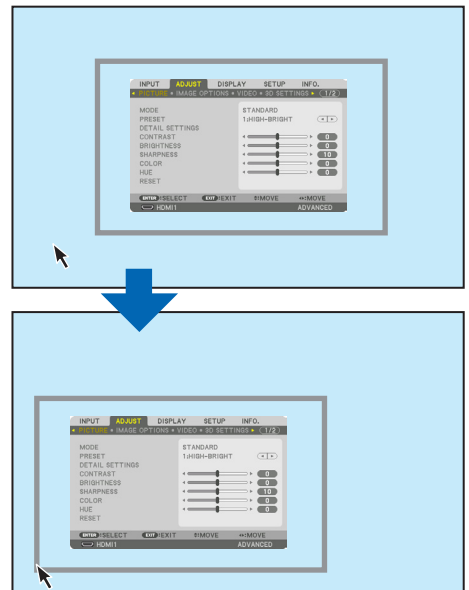 INPUT ADJUST DISPLAY SETUP INFO.
PICTURE • IMAGE OPTIONS • VIDEO • 3D SETTINGS (1/2)
MODE STANDARD
PRESET 1:HIGH-BRIGHT
DETAIL SETTINGS
CONTRAST 0
BRIGHTNESS 0
SHARPNESS 10
COLOR 0
HUE 0
RESET
ENTER:SELECT EXIT:EXIT :MOVE :MOVE
HDMI1 ADVANCED
INPUT ADJUST DISPLAY SETUP INFO.
PICTURE • IMAGE OPTIONS • VIDEO • 3D SETTINGS (1/2)
MODE STANDARD
PRESET 1:HIGH-BRIGHT
DETAIL SETTINGS
CONTRAST 0
BRIGHTNESS 0
SHARPNESS 10
COLOR 0
HUE 0
RESET
ENTER:SELECT EXIT:EXIT :MOVE :MOVE
HDMI1 ADVANCED